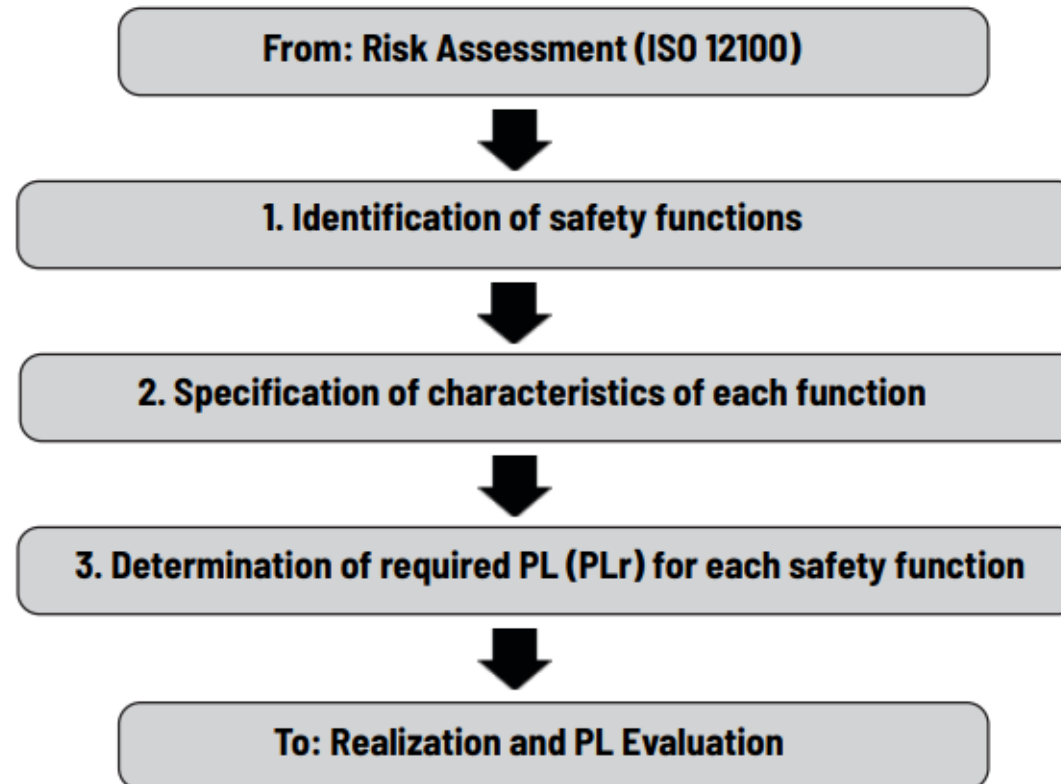 From: Risk Assessment (ISO 12100)
1. Identification of safety functions
2. Specification of characteristics of each function
3. Determination of required PL (PLr) for each safety function
To: Realization and PL Evaluation